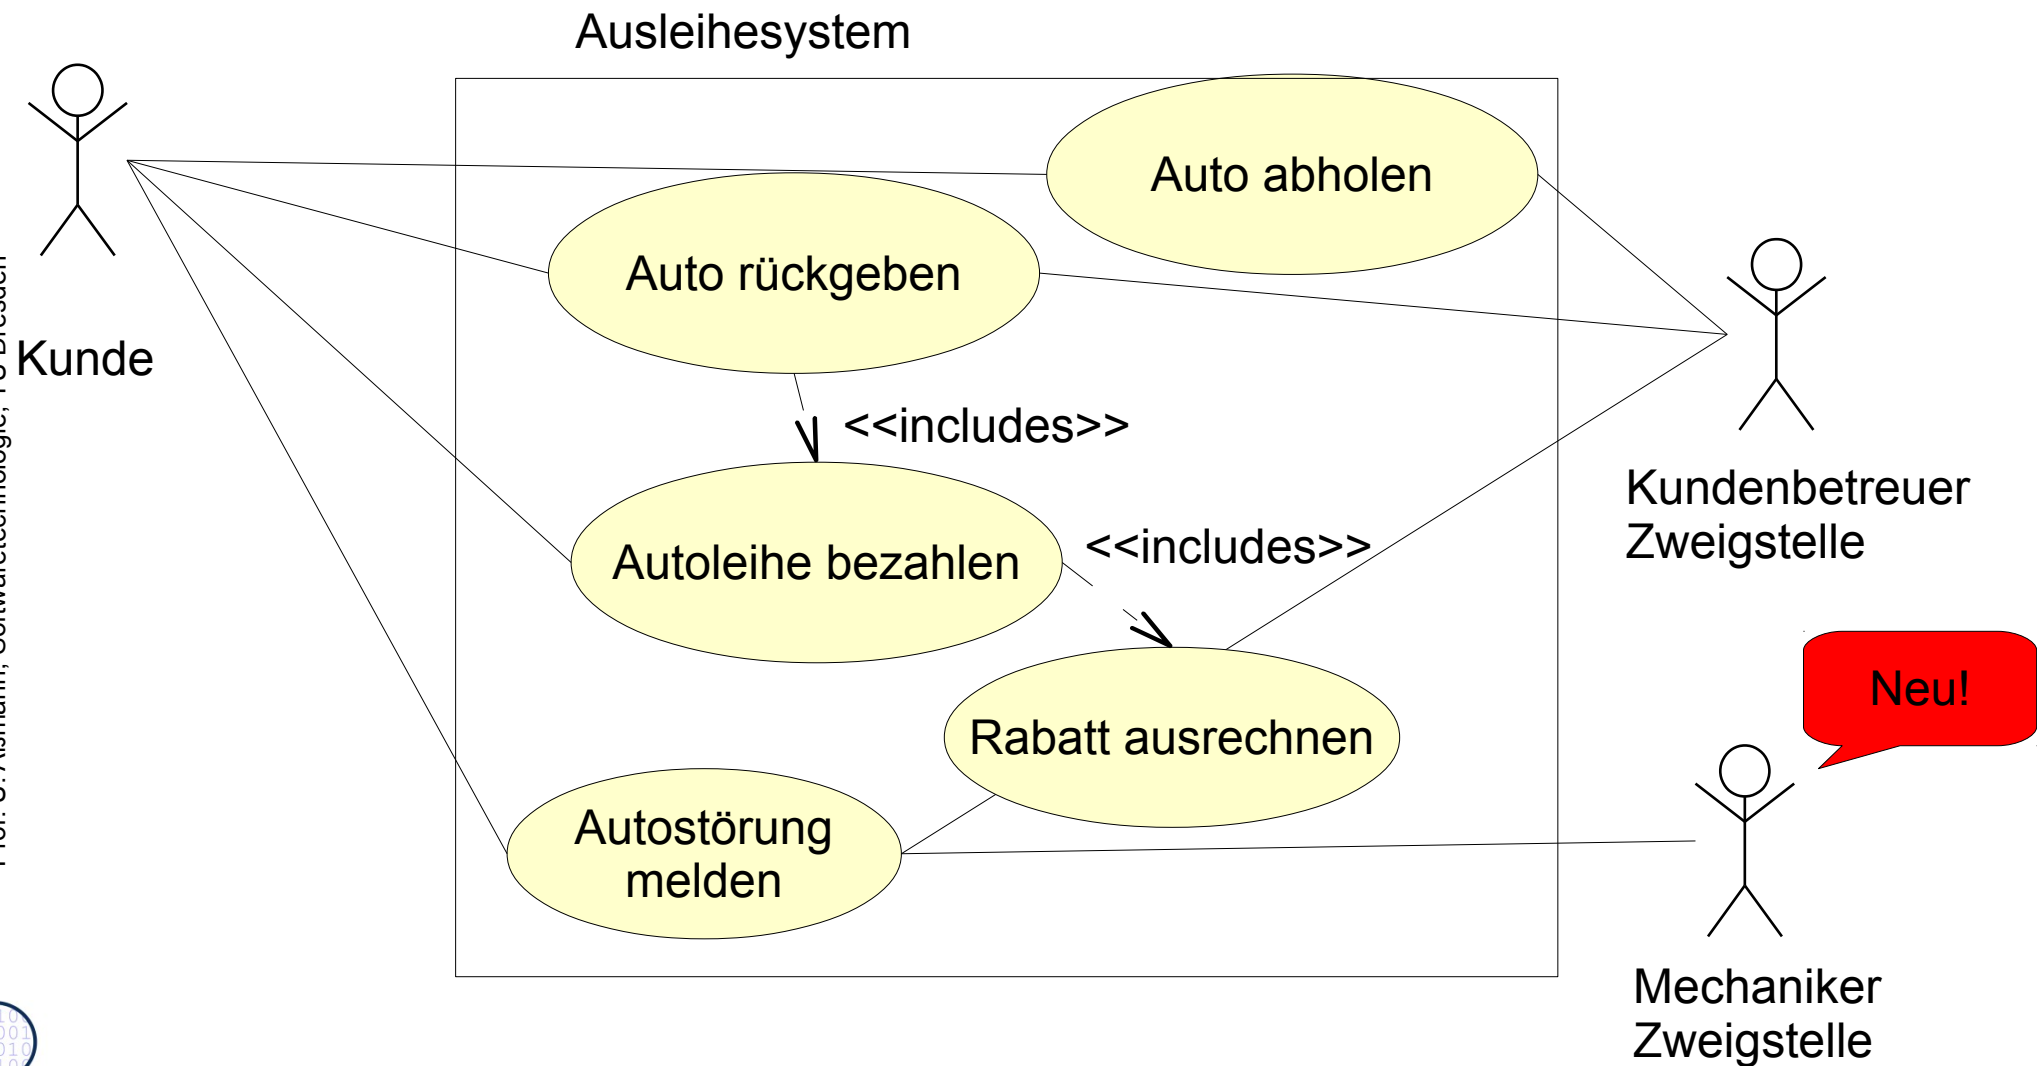 Ausleihesystem
Auto abholen
Auto rückgeben
Kunde
<<includes>>
Kundenbetreuer
Zweigstelle
<<includes>>
Autoleihe bezahlen
Neu!
Rabatt ausrechnen
Autostörung
melden
Mechaniker
Zweigstelle